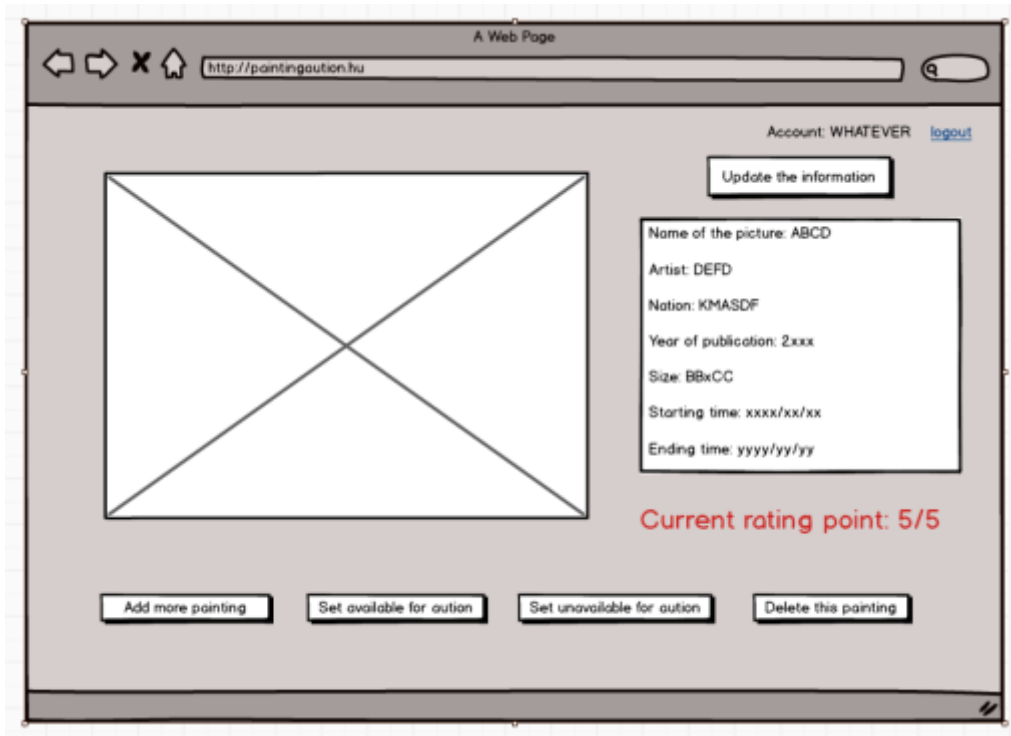 A Web Page
http://paintingaution.hu
Account: WHATEVER logout
Update the information
Name of the picture: ABCD
Artist: DEFD
Nation: KMASDF
Year of publication: 2xxx
Size: BBxCC
Starting time: xxxx/xx/xx
Ending time: yyyy/yy/yy
Current rating point: 5/5
Add more painting
Set available for aution
Set unavailable for aution
Delete this painting